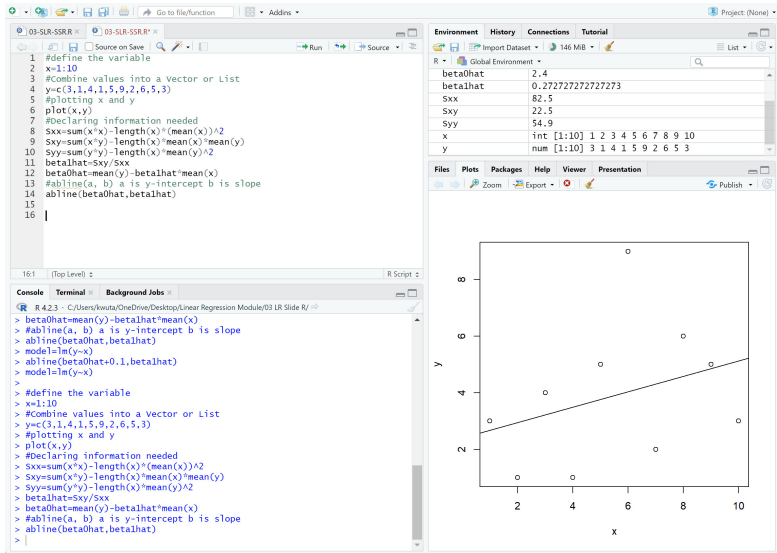 Go to file/function
Addins
Project: (None)
03-SLR-SSR.R
03-SLR-SSR.R*
Source on Save
Run
Source
1 #define the variable
2 x=1:10
3 #Combine values into a Vector or List
4 y=c(3,1,4,1,5,9,2,6,5,3)
5 #plotting x and y
6 plot(x,y)
7 #Declaring information needed
8 Sxx=sum(x*x)-length(x)*(mean(x))^2
9 Sxy=sum(x*y)-length(x)*mean(x)*mean(y)
10 Syy=sum(y*y)-length(x)*mean(y)^2
11 beta1hat=Sxy/Sxx
12 beta0hat=mean(y)-beta1hat*mean(x)
13 #abline(a, b) a is y-intercept b is slope
14 abline(beta0hat,beta1hat)
15
16
16:1 (Top Level) R Script
Console Terminal Background Jobs
R 4.2.3 · C:/Users/kwuta/OneDrive/Desktop/Linear Regression Module/03 LR Slide R/
> beta0hat=mean(y)-beta1hat*mean(x)
> #abline(a, b) a is y-intercept b is slope
> abline(beta0hat,beta1hat)
> model=lm(y~x)
> abline(beta0hat+0.1,beta1hat)
> model=lm(y~x)
>
> #define the variable
> x=1:10
> #Combine values into a Vector or List
> y=c(3,1,4,1,5,9,2,6,5,3)
> #plotting x and y
> plot(x,y)
> #Declaring information needed
> Sxx=sum(x*x)-length(x)*(mean(x))^2
> Sxy=sum(x*y)-length(x)*mean(x)*mean(y)
> Syy=sum(y*y)-length(x)*mean(y)^2
> beta1hat=Sxy/Sxx
> beta0hat=mean(y)-beta1hat*mean(x)
> #abline(a, b) a is y-intercept b is slope
> abline(beta0hat,beta1hat)
>
Environment History Connections Tutorial
Import Dataset 146 MiB List
R Global Environment
beta0hat 2.4
beta1hat 0.272727272727273
Sxx 82.5
Sxy 22.5
Syy 54.9
x int [1:10] 1 2 3 4 5 6 7 8 9 10
y num [1:10] 3 1 4 1 5 9 2 6 5 3
Files Plots Packages Help Viewer Presentation
Zoom Export Publish
8
6
4
2
y
2 4 6 8 10
x